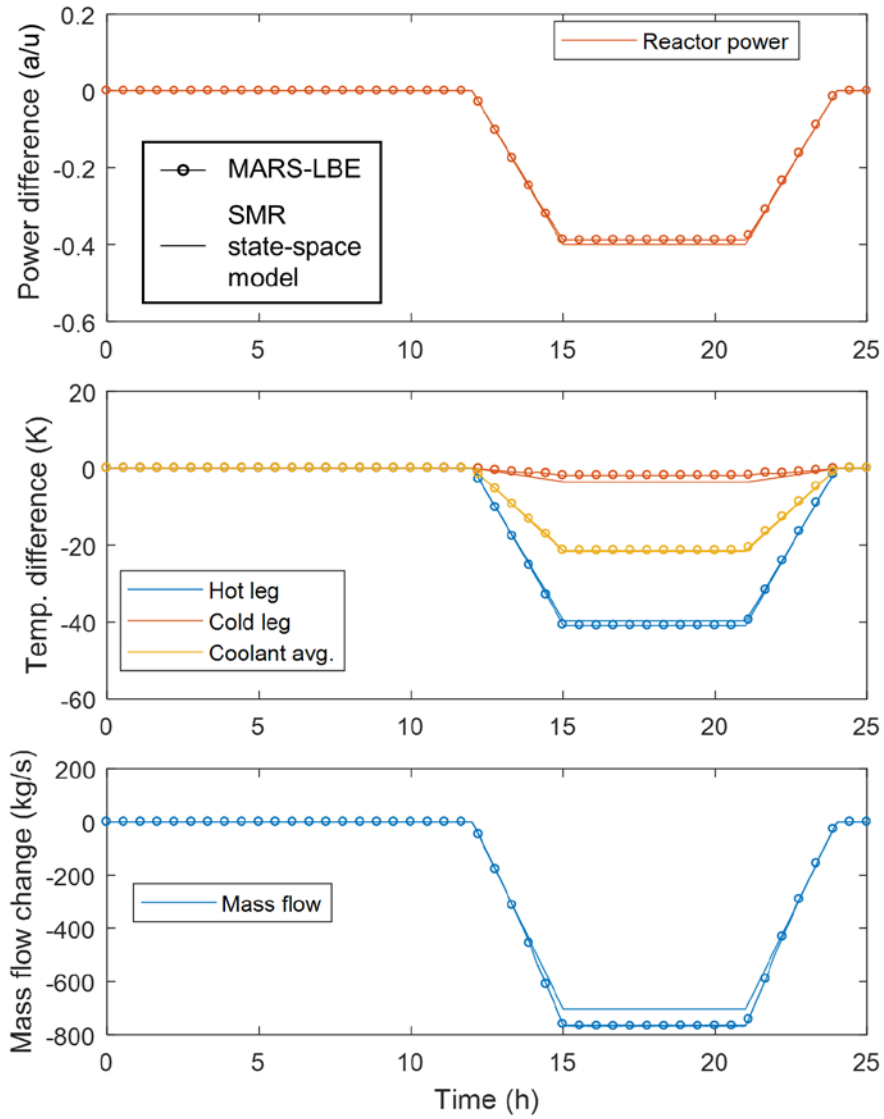 Power difference (a/u)
0.2
0
-0.2
-0.4
-0.6
Reactor power
MARS-LBE
SMR
state-space
model
0 5 10 15 20 25
Temp. difference (K)
20
0
-20
-40
-60
Hot leg
Cold leg
Coolant avg.
0 5 10 15 20 25
Mass flow change (kg/s)
200
0
-200
-400
-600
-800
Mass flow
0 5 10 15 20 25
Time (h)